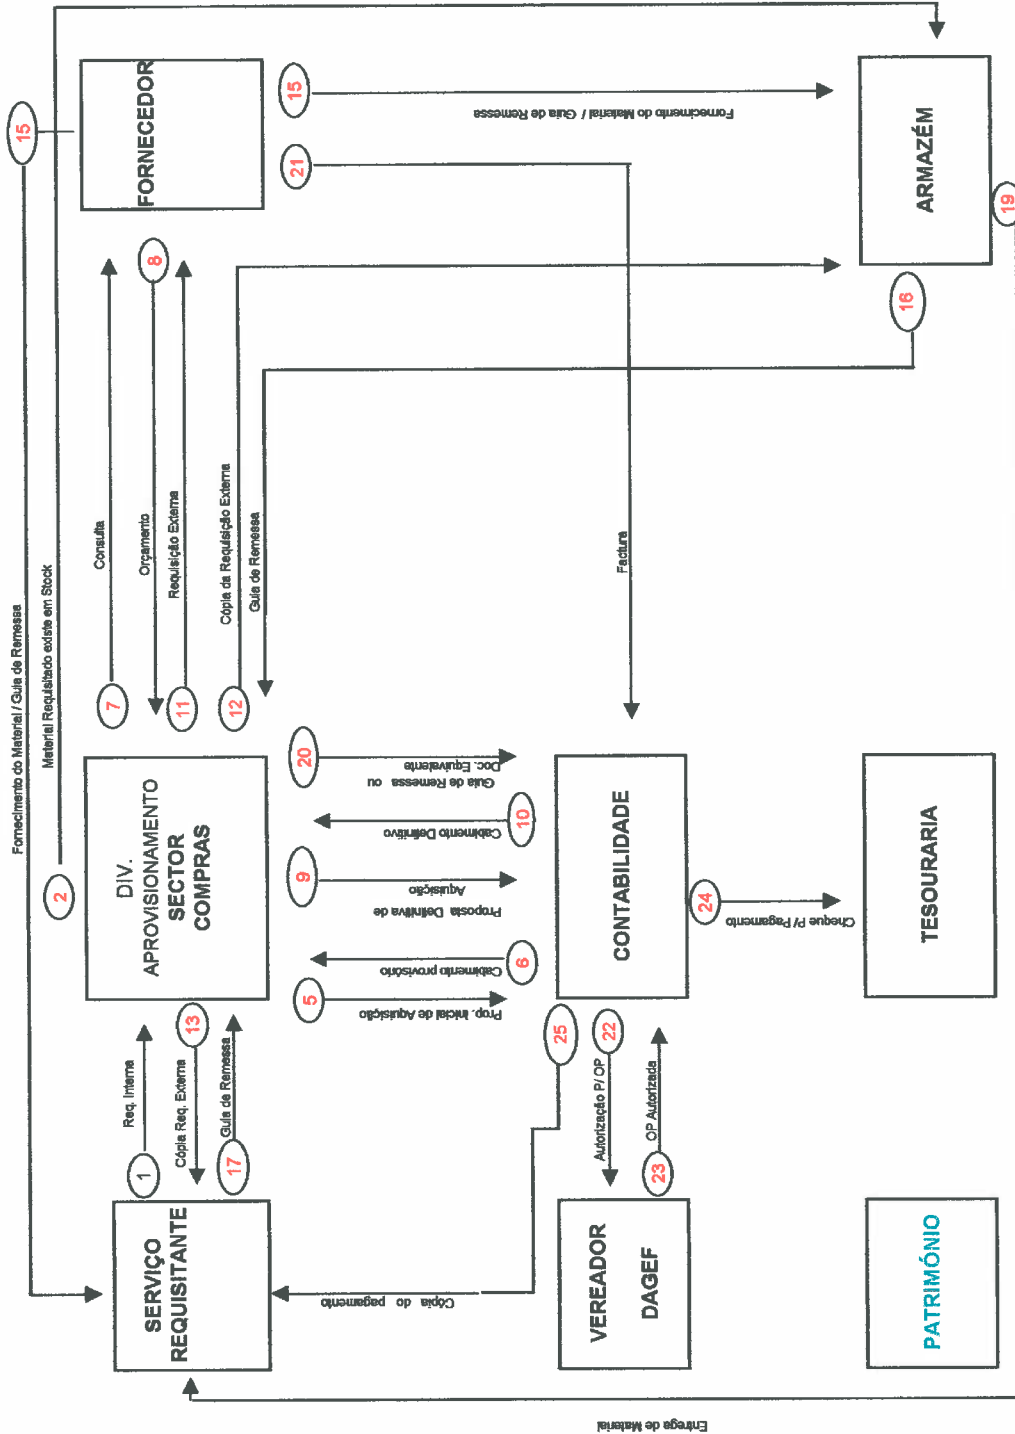 Fornecimento do Material / Guia de Remessa
15
Material Requisitado existe em Stock
2
SERVIÇO
REQUISITANTE
1
Req. Interna
13
Cópia Req. Externa
17
Guia de Remessa
DIV.
APROVISIONAMENTO
SECTOR
COMPRAS
7
Consulta
8
Orçamento
11
Requisição Externa
12
Cópia da Requisição Externa
Guia de Remessa
FORNECEDOR
15
Fornecimento do Material / Guia de Remessa
21
Factura
5
Prop. Inicial de Aquisição
6
Cabimento provisório
9
Proposta Definitiva de
Aquisição
10
Cabimento Definitivo
20
Guia de Remessa ou
Doc. Equivalente
25
Cópia do pagamento
VEREADOR
DAGEF
22
Autorização P/ OP
23
OP Autorizada
CONTABILIDADE
24
Cheque P/ Pagamento
16
ARMAZÉM
19
PATRIMÓNIO
TESOURARIA
Entrega de Material